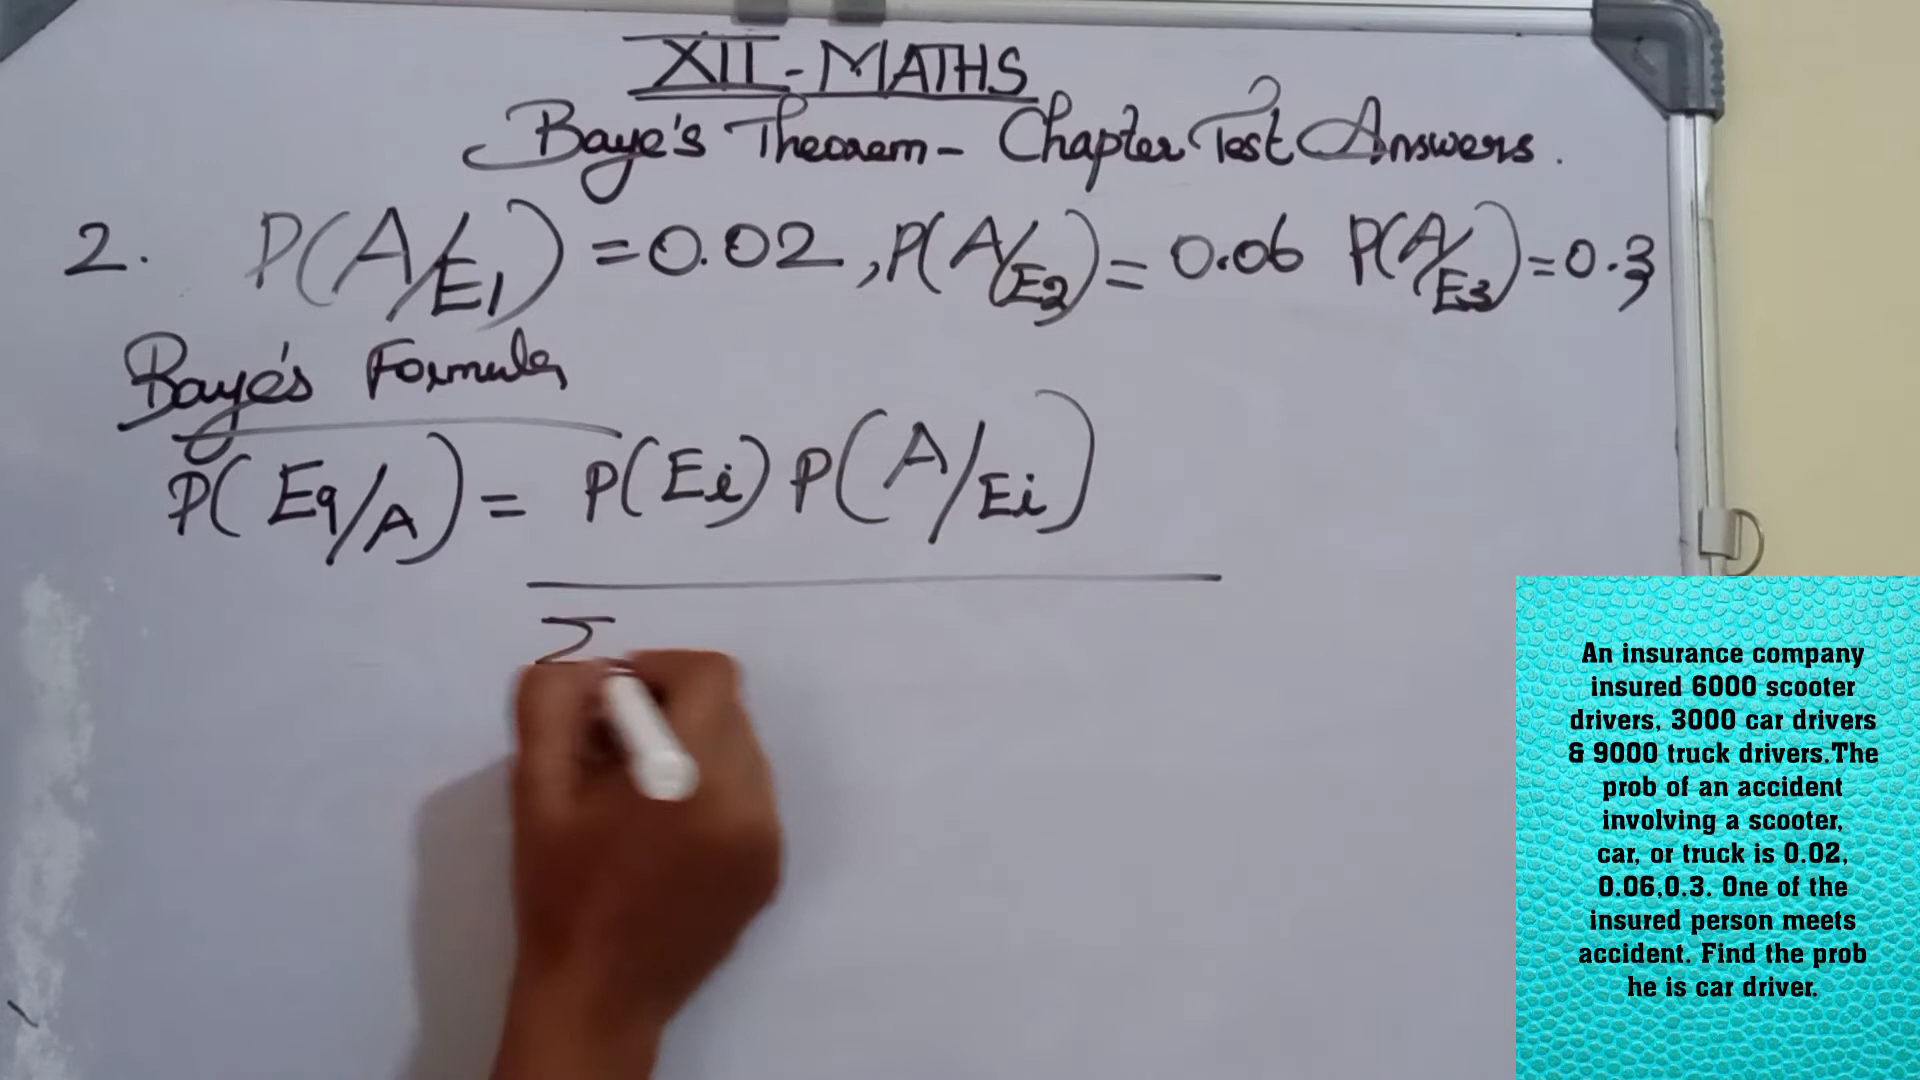 XII - MATHS
Baye's Theorem - Chapter Test Answers.
2. P(A/E1) = 0.02, P(A/E2) = 0.06 P(A/E3) = 0.3
Baye's Formula
P(Eq/A) = P(Ei) P(A/Ei)
Σ
An insurance company
insured 6000 scooter
drivers, 3000 car drivers
& 9000 truck drivers.The
prob of an accident
involving a scooter,
car, or truck is 0.02,
0.06,0.3. One of the
insured person meets
accident. Find the prob
he is car driver.